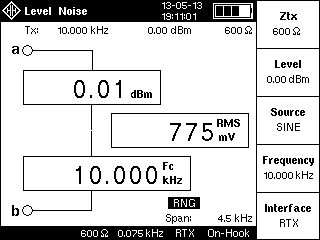 Level Noise 13-05-13
19:11:01
Tx: 10.000 kHz 0.00 dBm 600 Ω
a
0.01 dBm
775 RMS mV
10.000 Fc kHz
b
RNG
Span: 4.5 kHz
600 Ω 0.075 kHz RTX On-Hook
Ztx
600 Ω
Level
0.00 dBm
Source
SINE
Frequency
10.000 kHz
Interface
RTX